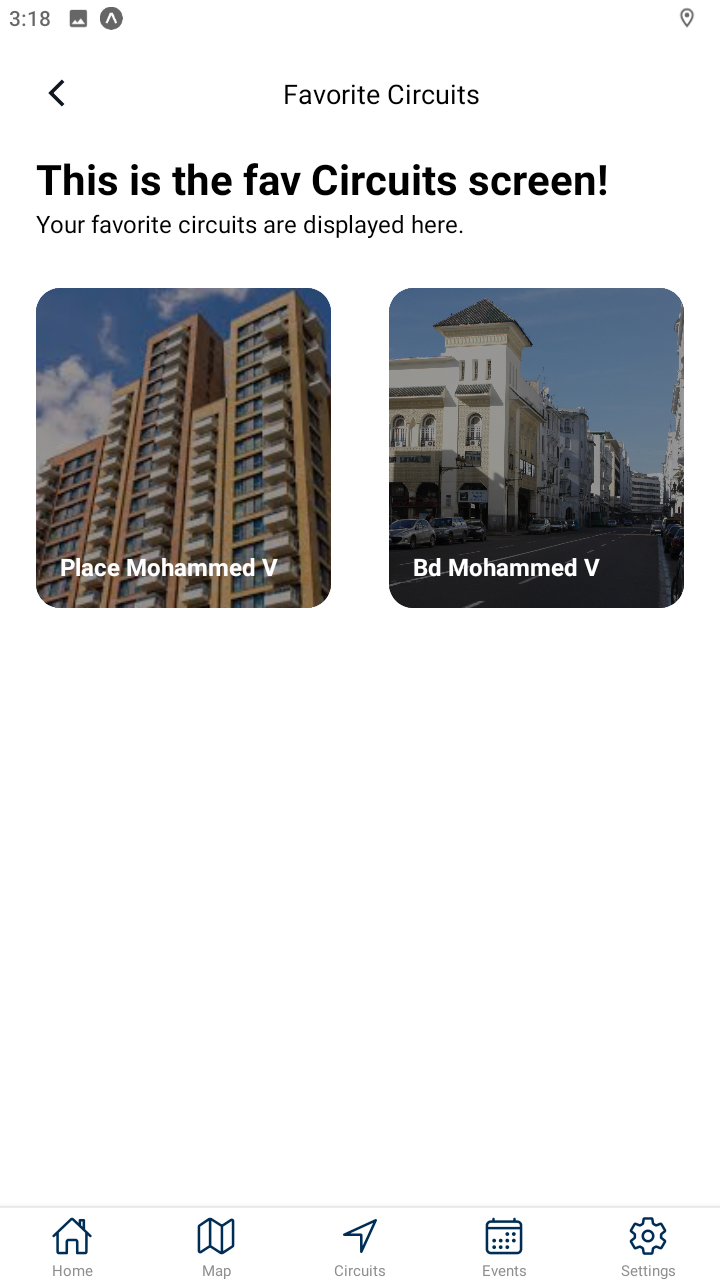 3:18
Favorite Circuits
This is the fav Circuits screen!
Your favorite circuits are displayed here.
Place Mohammed V
Bd Mohammed V
Home
Map
Circuits
Events
Settings